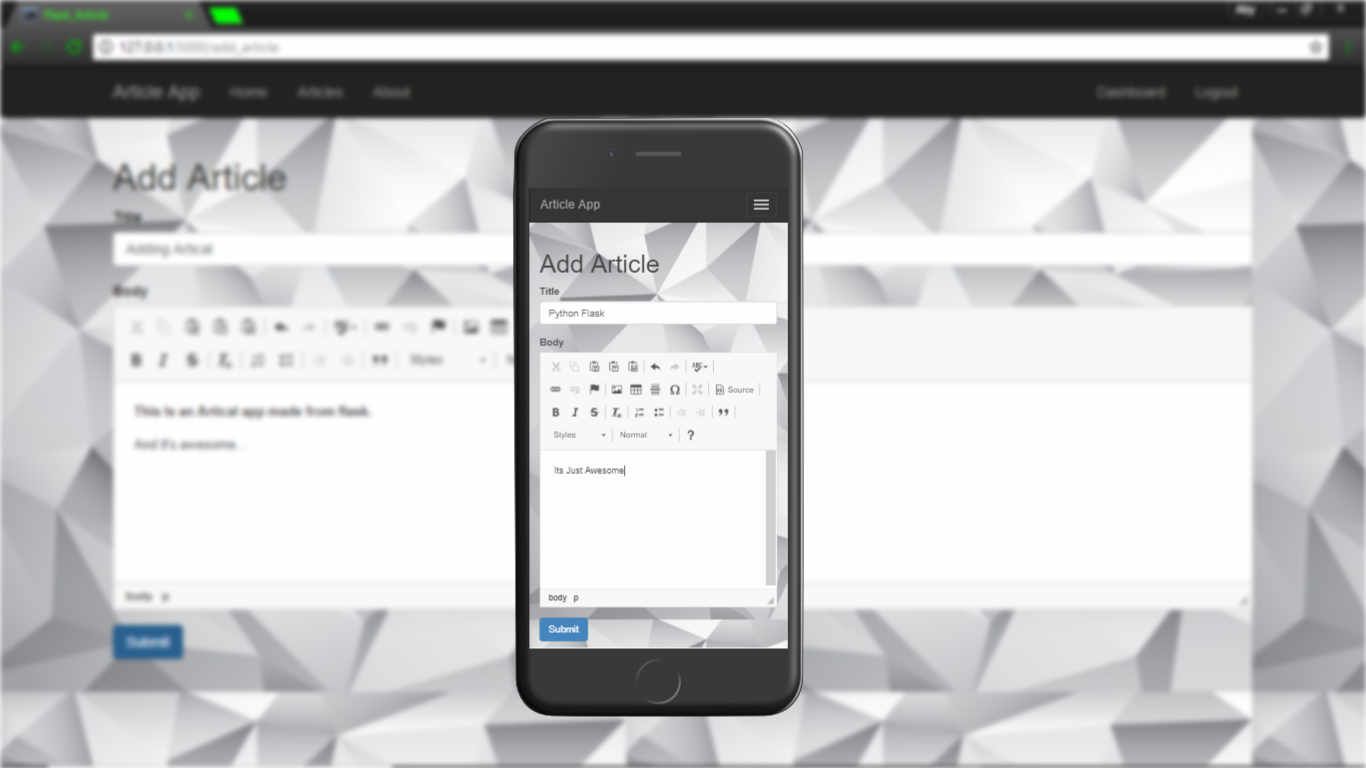 Flask_Article
127.0.0.1:5000/add_article
Article App Home Articles About Dashboard Logout
Add Article
Title
Adding Artical
Body
B I S Tx Styles
This is an Artical app made from flask.
And it's awesome...
body p
Submit
Article App
Add Article
Title
Python Flask
Body
Source
B I S Tx
Styles Normal ?
Its Just Awesome
body p
Submit